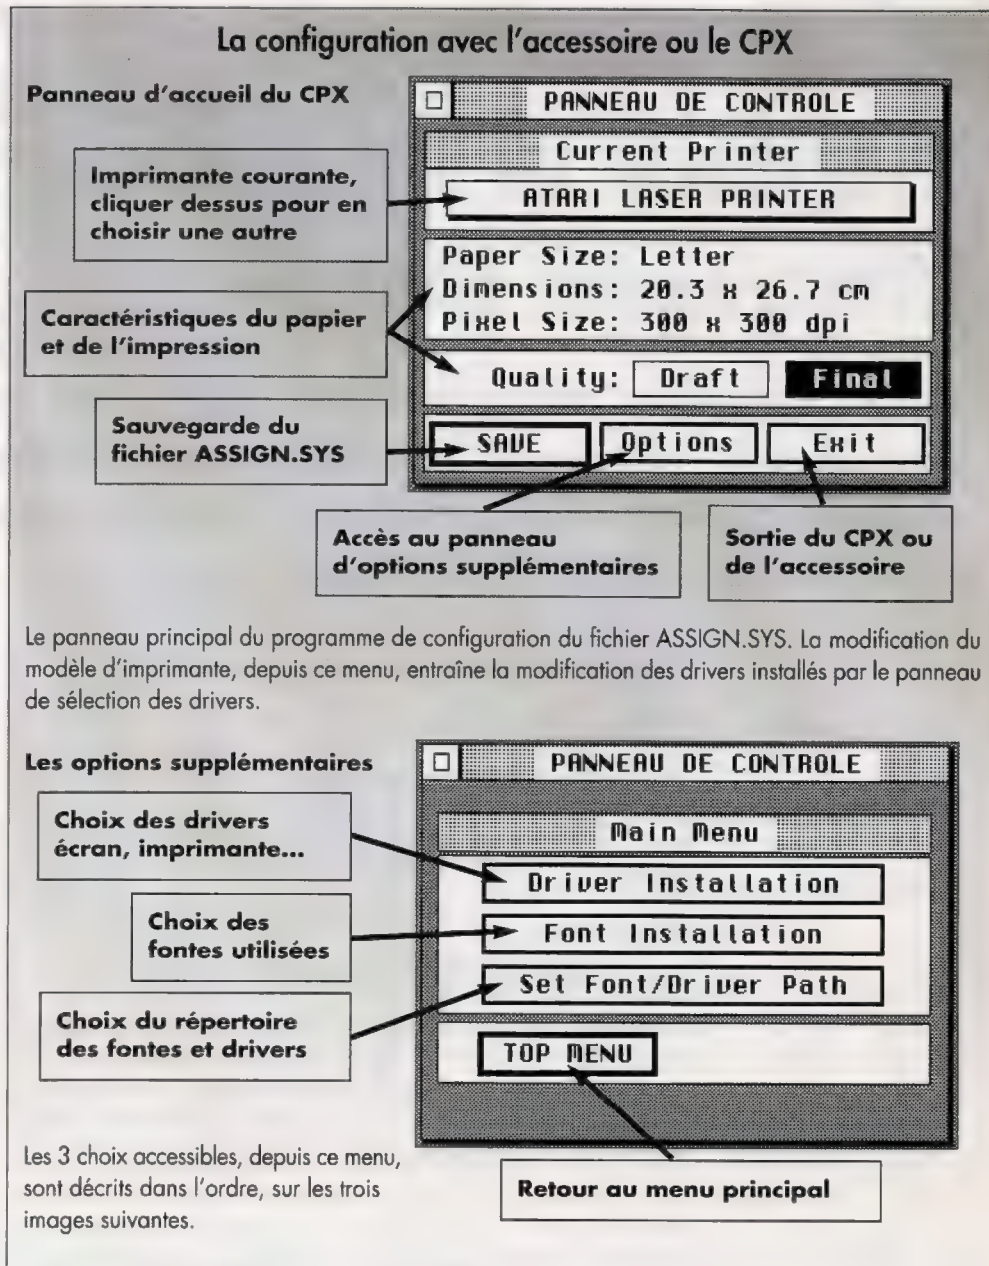 La configuration avec l'accessoire ou le CPX
Panneau d'accueil du CPX
PANNEAU DE CONTROLE
Current Printer
Imprimante courante,
cliquer dessus pour en
choisir une autre
ATARI LASER PRINTER
Paper Size: Letter
Dimensions: 20.3 x 26.7 cm
Pixel Size: 300 x 300 dpi
Caractéristiques du papier
et de l'impression
Quality: Draft Final
Sauvegarde du
fichier ASSIGN.SYS
SAVE Options Exit
Accès au panneau
d'options supplémentaires
Sortie du CPX ou
de l'accessoire
Le panneau principal du programme de configuration du fichier ASSIGN.SYS. La modification du
modèle d'imprimante, depuis ce menu, entraîne la modification des drivers installés par le panneau
de sélection des drivers.
Les options supplémentaires
PANNEAU DE CONTROLE
Main Menu
Choix des drivers
écran, imprimante...
Driver Installation
Choix des
fontes utilisées
Font Installation
Set Font/Driver Path
Choix du répertoire
des fontes et drivers
TOP MENU
Les 3 choix accessibles, depuis ce menu,
sont décrits dans l'ordre, sur les trois
images suivantes.
Retour au menu principal